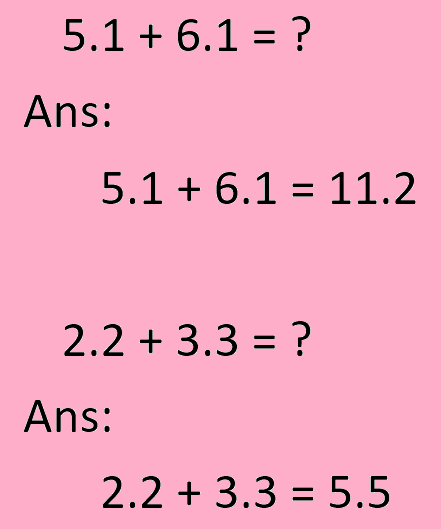 5.1 + 6.1 = ?
Ans:
5.1 + 6.1 = 11.2
2.2 + 3.3 = ?
Ans:
2.2 + 3.3 = 5.5